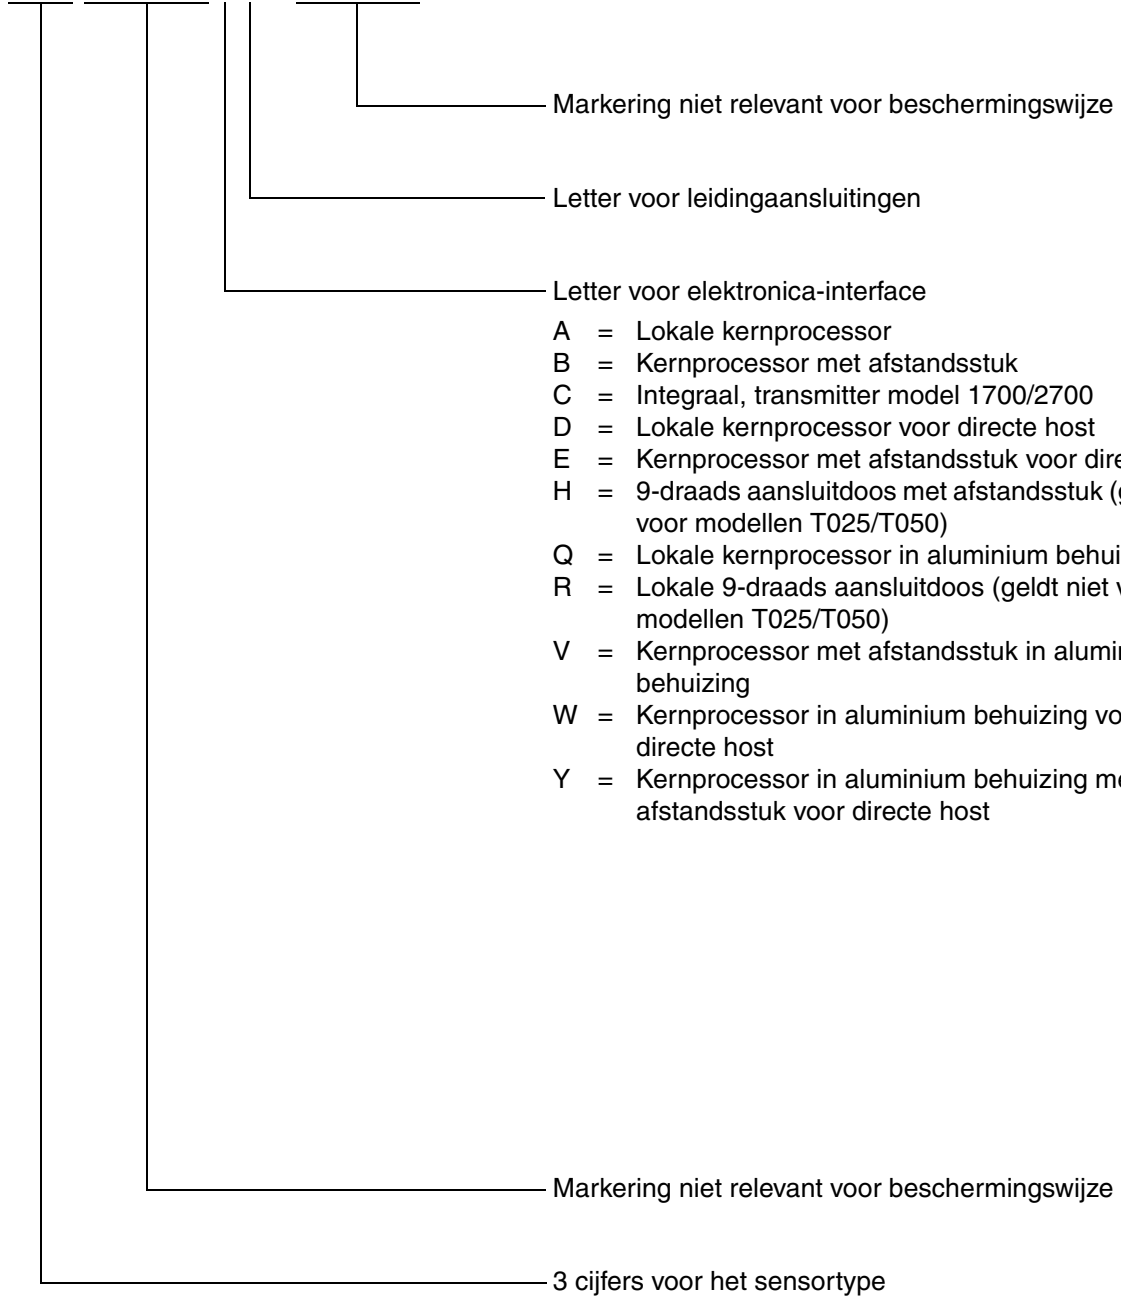 Markering niet relevant voor beschermingswijze
Letter voor leidingaansluitingen
Letter voor elektronica-interface
A = Lokale kernprocessor
B = Kernprocessor met afstandsstuk
C = Integraal, transmitter model 1700/2700
D = Lokale kernprocessor voor directe host
E = Kernprocessor met afstandsstuk voor
H = 9-draads aansluitdoos met afstandsstuk
voor modellen T025/T050)
Q = Lokale kernprocessor in aluminium
R = Lokale 9-draads aansluitdoos (geldt niet
modellen T025/T050)
V = Kernprocessor met afstandsstuk in
behuizing
W = Kernprocessor in aluminium behuizing
directe host
Y = Kernprocessor in aluminium behuizing
afstandsstuk voor directe host
Markering niet relevant voor beschermingswijze
3 cijfers voor het sensortype